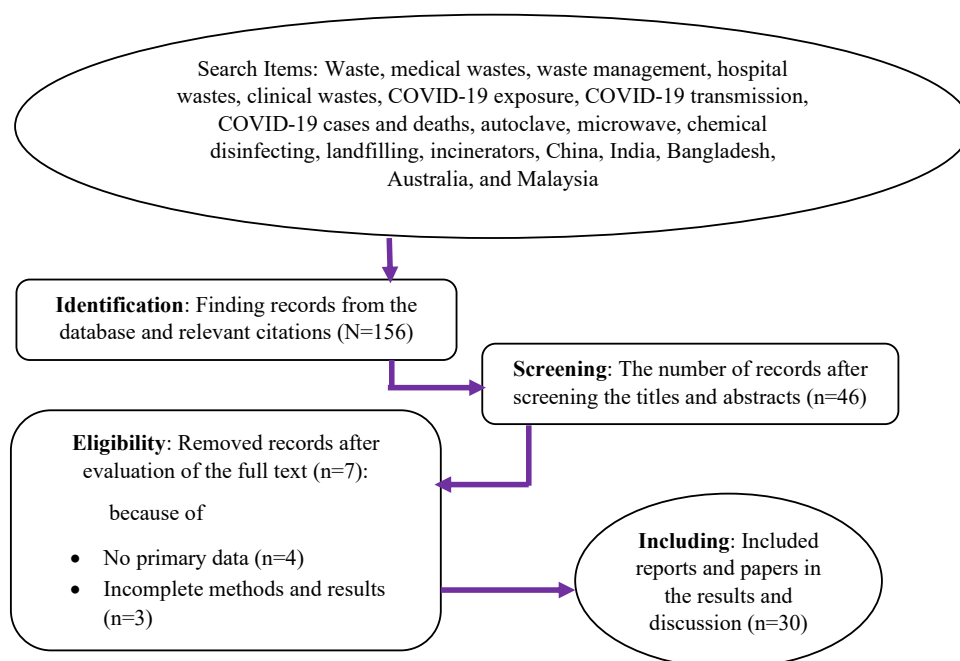 Search Items: Waste, medical wastes, waste management, hospital
wastes, clinical wastes, COVID-19 exposure, COVID-19 transmission,
COVID-19 cases and deaths, autoclave, microwave, chemical
disinfecting, landfilling, incinerators, China, India, Bangladesh,
Australia, and Malaysia
Identification: Finding records from the
database and relevant citations (N=156)
Screening: The number of records after
screening the titles and abstracts (n=46)
Eligibility: Removed records after
evaluation of the full text (n=7):
because of
• No primary data (n=4)
• Incomplete methods and results
(n=3)
Including: Included
reports and papers in
the results and
discussion (n=30)